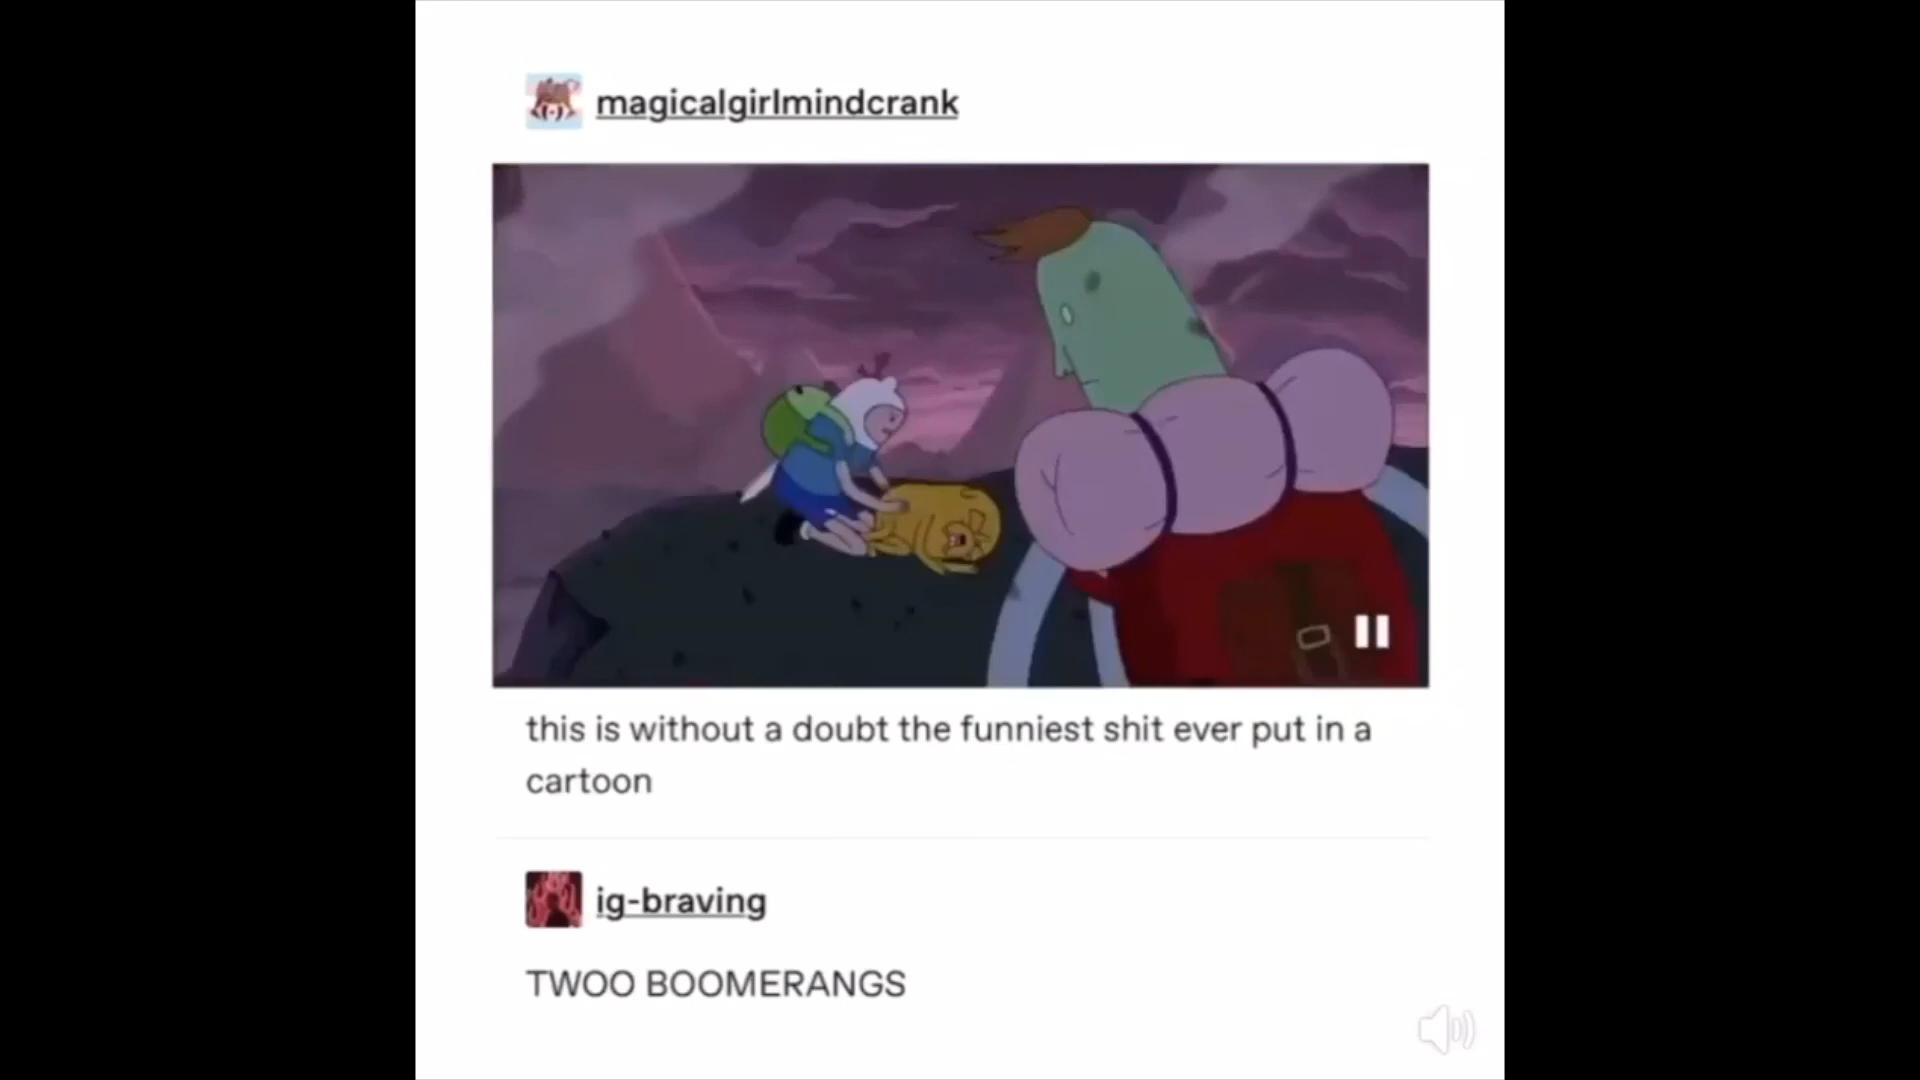 magicalgirlmindcrank
this is without a doubt the funniest shit ever put in a
cartoon
ig-braving
TWOO BOOMERANGS